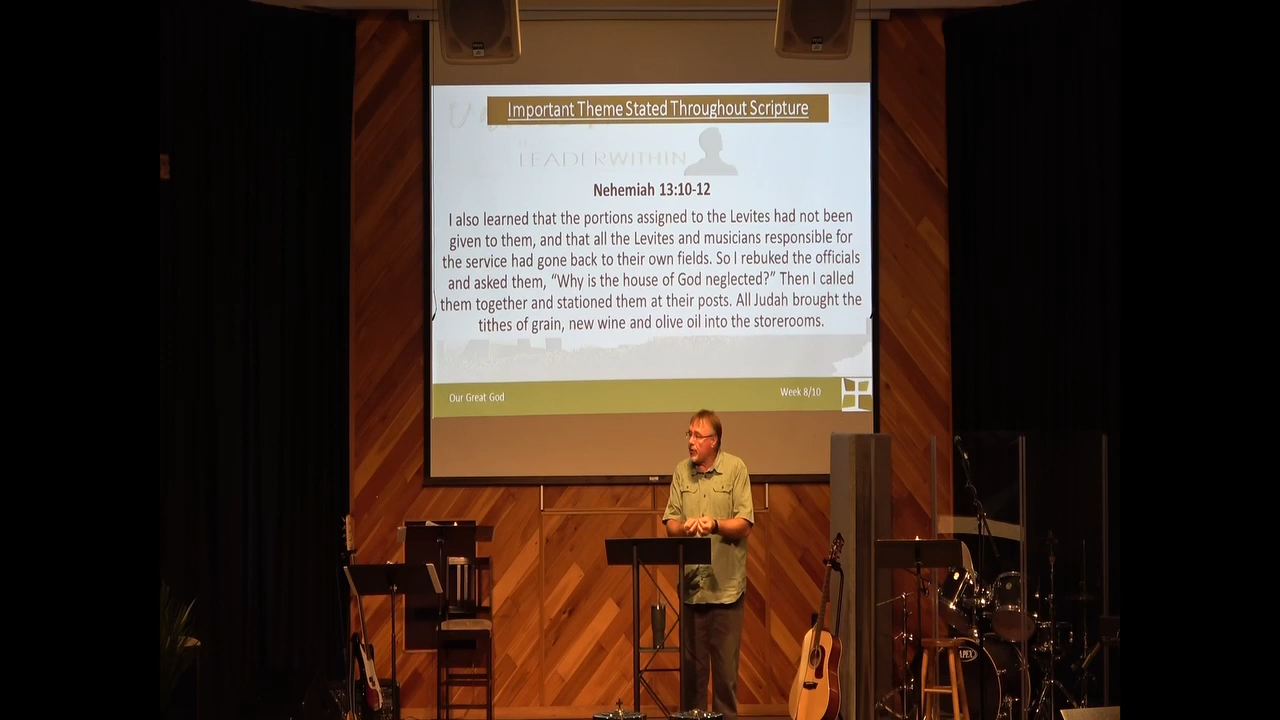 Important Theme Stated Throughout Scripture
LEADERWITHIN
Nehemiah 13:10-12
I also learned that the portions assigned to the Levites had not been
given to them, and that all the Levites and musicians responsible for
the service had gone back to their own fields. So I rebuked the officials
and asked them, “Why is the house of God neglected?” Then I called
them together and stationed them at their posts. All Judah brought the
tithes of grain, new wine and olive oil into the storerooms.
Our Great God
Week 8/10
APEX